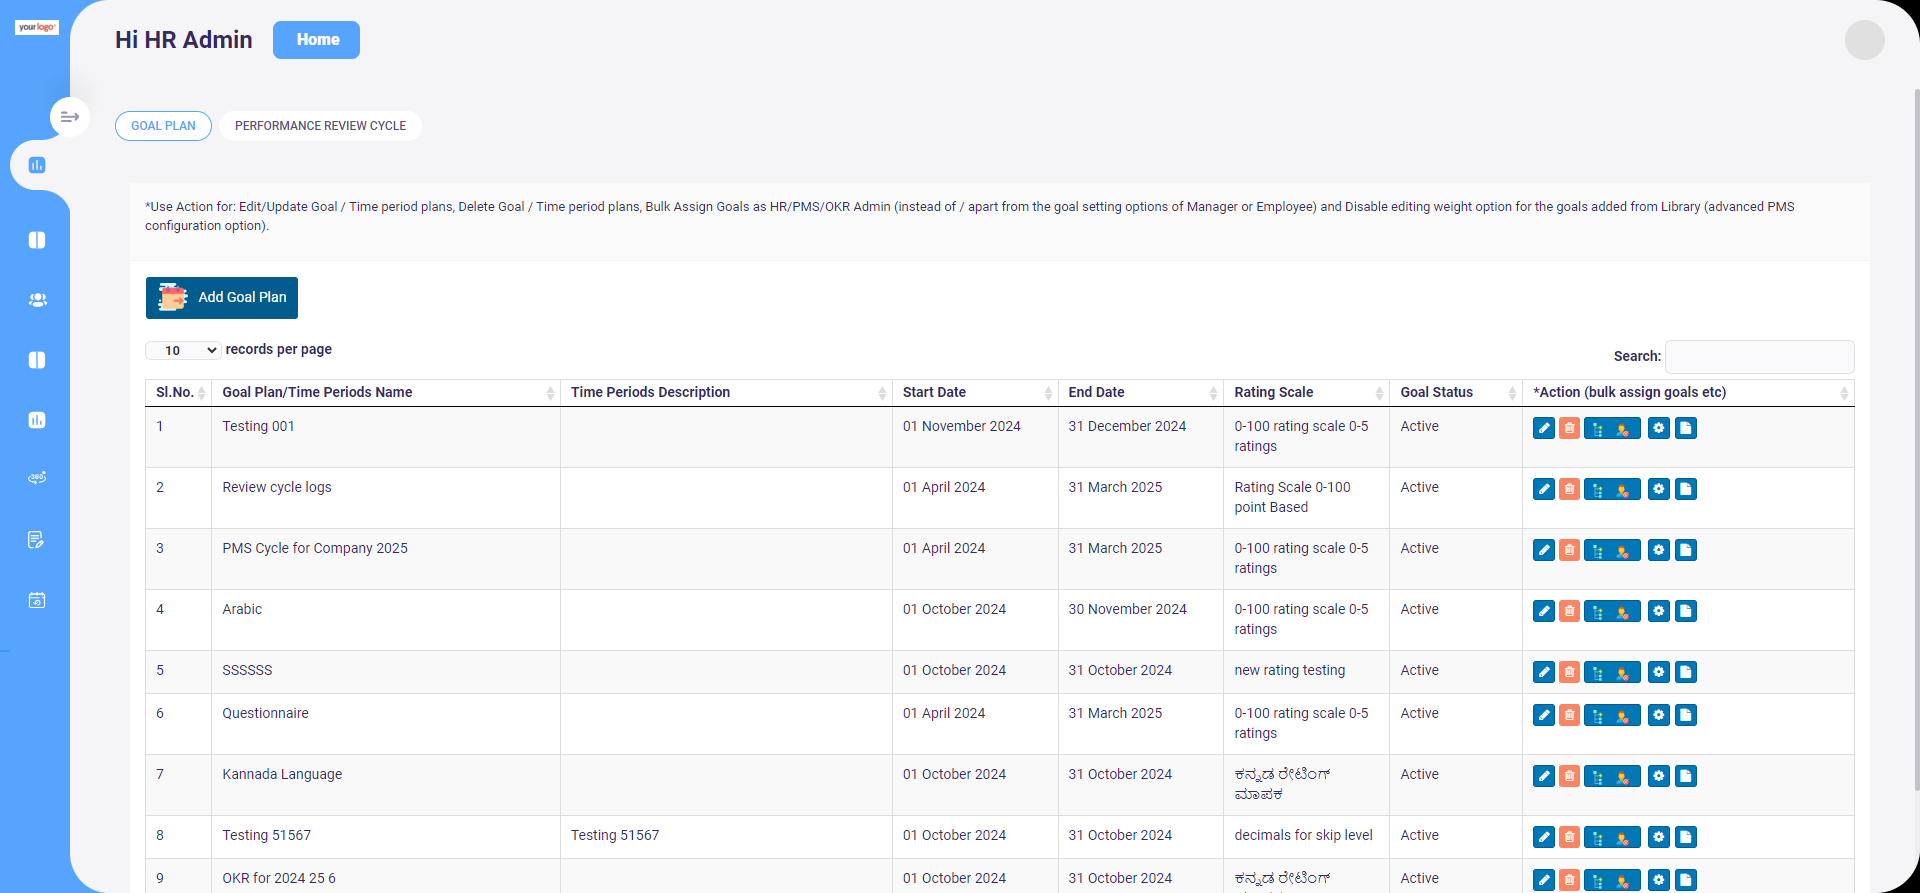 yourlogo
Hi HR Admin
Home
GOAL PLAN
PERFORMANCE REVIEW CYCLE
*Use Action for: Edit/Update Goal / Time period plans, Delete Goal / Time period plans, Bulk Assign Goals as HR/PMS/OKR Admin (instead of / apart from the goal setting options of Manager or Employee) and Disable editing weight option for the goals added from Library (advanced PMS
configuration option).
Add Goal Plan
10 records per page
Search:
Sl.No. Goal Plan/Time Periods Name Time Periods Description Start Date End Date Rating Scale Goal Status *Action (bulk assign goals etc)
1 Testing 001 01 November 2024 31 December 2024 0-100 rating scale 0-5 Active
ratings
2 Review cycle logs 01 April 2024 31 March 2025 Rating Scale 0-100 Active
point Based
3 PMS Cycle for Company 2025 01 April 2024 31 March 2025 0-100 rating scale 0-5 Active
ratings
4 Arabic 01 October 2024 30 November 2024 0-100 rating scale 0-5 Active
ratings
360
5 SSSSSS 01 October 2024 31 October 2024 new rating testing Active
6 Questionnaire 01 April 2024 31 March 2025 0-100 rating scale 0-5 Active
ratings
7 Kannada Language 01 October 2024 31 October 2024 ಕನ್ನಡ ರೇಟಿಂಗ್ Active
ಮಾಪಕ
8 Testing 51567 Testing 51567 01 October 2024 31 October 2024 decimals for skip level Active
9 OKR for 2024 25 6 01 October 2024 31 October 2024 ಕನ್ನಡ ರೇಟಿಂಗ್ Active